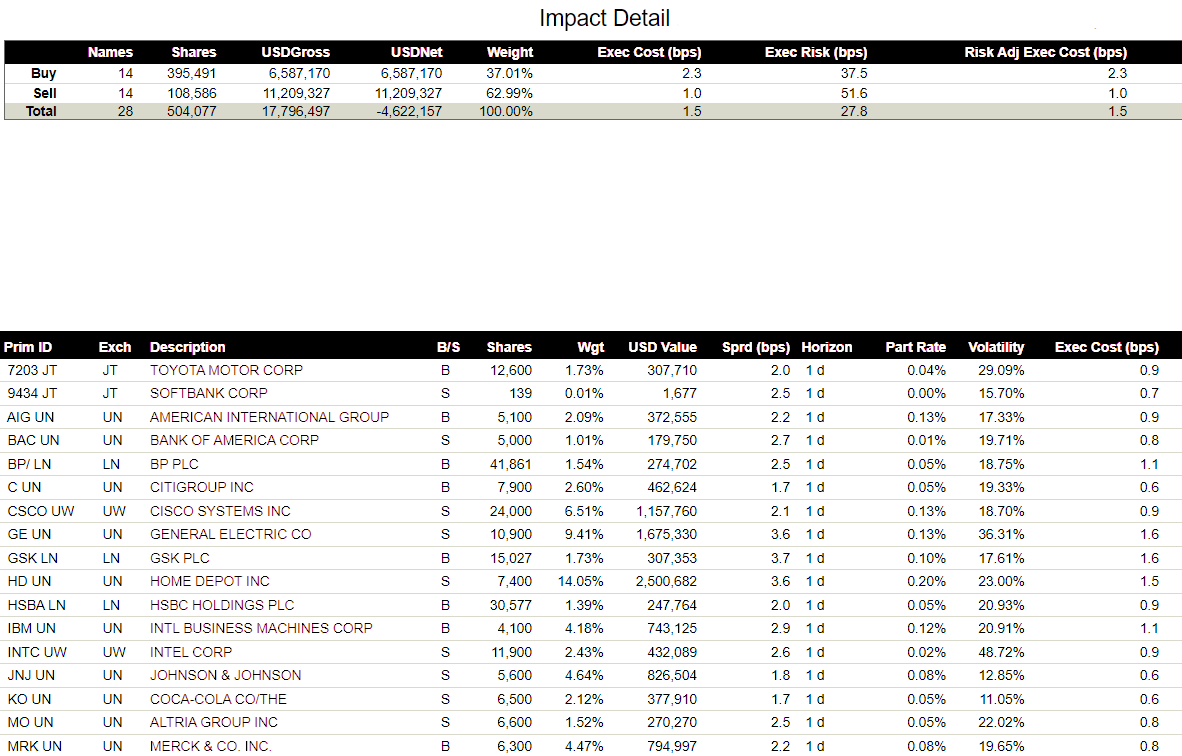 Impact Detail
Names Shares USDGross USDNet Weight Exec Cost (bps) Exec Risk (bps) Risk Adj Exec Cost (bps)
Buy 14 395,491 6,587,170 6,587,170 37.01% 2.3 37.5 2.3
Sell 14 108,586 11,209,327 11,209,327 62.99% 1.0 51.6 1.0
Total 28 504,077 17,796,497 -4,622,157 100.00% 1.5 27.8 1.5
Prim ID Exch Description B/S Shares Wgt USD Value Sprd (bps) Horizon Part Rate Volatility Exec Cost (bps)
7203 JT JT TOYOTA MOTOR CORP B 12,600 1.73% 307,710 2.0 1 d 0.04% 29.09% 0.9
9434 JT JT SOFTBANK CORP S 139 0.01% 1,677 2.5 1 d 0.00% 15.70% 0.7
AIG UN UN AMERICAN INTERNATIONAL GROUP B 5,100 2.09% 372,555 2.2 1 d 0.13% 17.33% 0.9
BAC UN UN BANK OF AMERICA CORP S 5,000 1.01% 179,750 2.7 1 d 0.01% 19.71% 0.8
BP/ LN LN BP PLC B 41,861 1.54% 274,702 2.5 1 d 0.05% 18.75% 1.1
C UN UN CITIGROUP INC B 7,900 2.60% 462,624 1.7 1 d 0.05% 19.33% 0.6
CSCO UW UW CISCO SYSTEMS INC S 24,000 6.51% 1,157,760 2.1 1 d 0.13% 18.70% 0.9
GE UN UN GENERAL ELECTRIC CO S 10,900 9.41% 1,675,330 3.6 1 d 0.13% 36.31% 1.6
GSK LN LN GSK PLC B 15,027 1.73% 307,353 3.7 1 d 0.10% 17.61% 1.6
HD UN UN HOME DEPOT INC S 7,400 14.05% 2,500,682 3.6 1 d 0.20% 23.00% 1.5
HSBA LN LN HSBC HOLDINGS PLC B 30,577 1.39% 247,764 2.0 1 d 0.05% 20.93% 0.9
IBM UN UN INTL BUSINESS MACHINES CORP B 4,100 4.18% 743,125 2.9 1 d 0.12% 20.91% 1.1
INTC UW UW INTEL CORP S 11,900 2.43% 432,089 2.6 1 d 0.02% 48.72% 0.9
JNJ UN UN JOHNSON & JOHNSON S 5,600 4.64% 826,504 1.8 1 d 0.08% 12.85% 0.6
KO UN UN COCA-COLA CO/THE S 6,500 2.12% 377,910 1.7 1 d 0.05% 11.05% 0.6
MO UN UN ALTRIA GROUP INC S 6,600 1.52% 270,270 2.5 1 d 0.05% 22.02% 0.8
MRK UN UN MERCK & CO. INC. B 6,300 4.47% 794,997 2.2 1 d 0.08% 19.65% 0.8